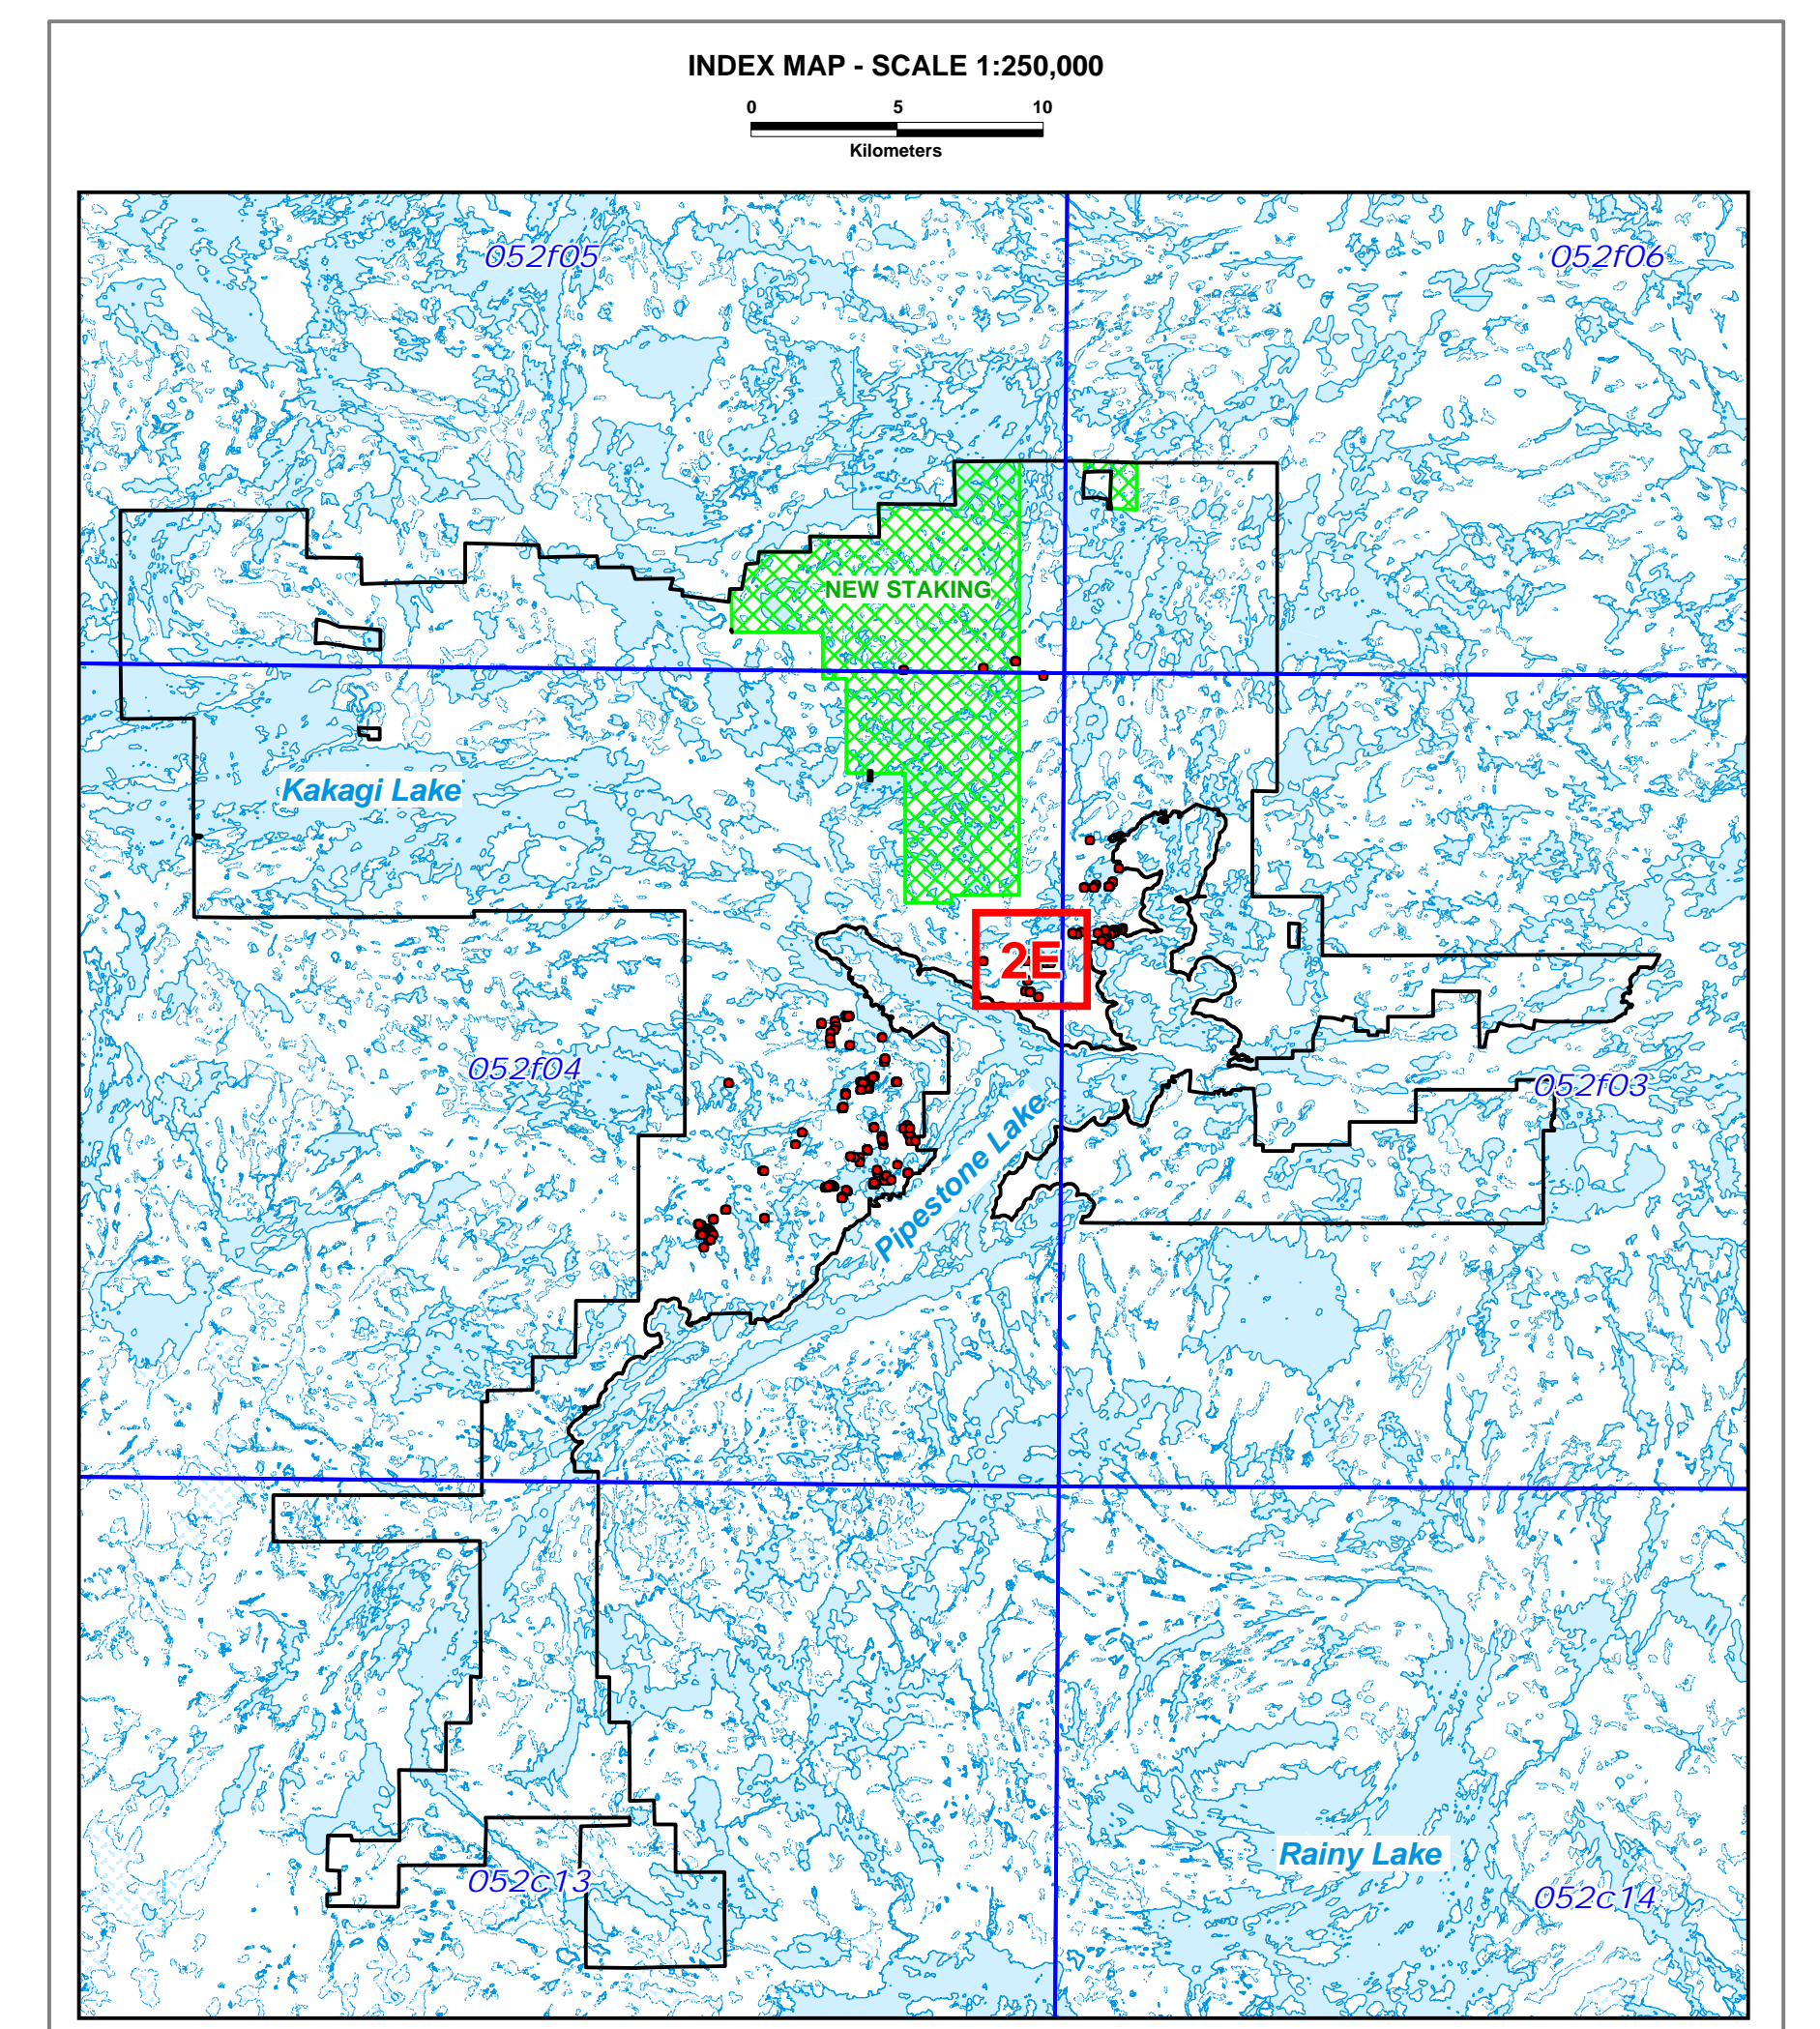 INDEX MAP - SCALE 1:250,000
0 5 10
Kilometers
052f05
052f06
NEW STAKING
Kakagi Lake
2E
052f04
052f03
Pipestone Lake
Rainy Lake
052c13
052c14